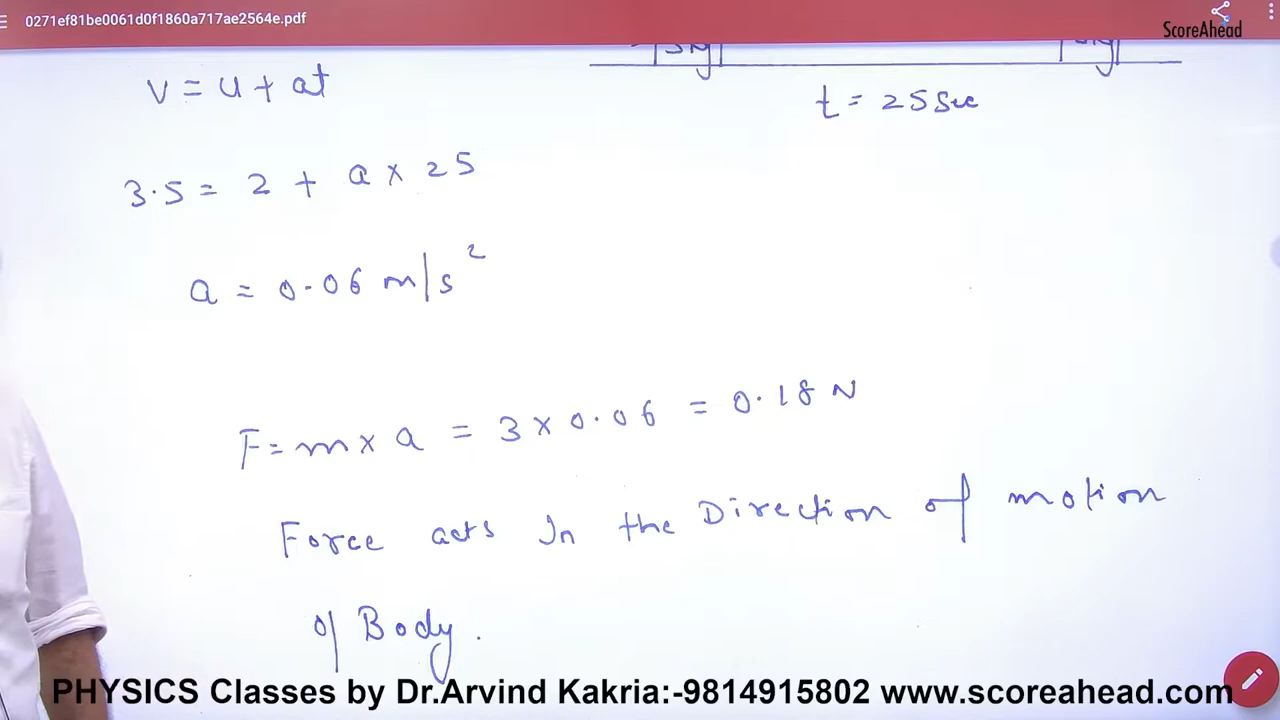 0271ef81be0061d0f1860a717ae2564e.pdf
ScoreAhead
3kg
v = u + at
t = 25 Sec
3.5 = 2 + a x 25
a = 0.06 m/s²
F = m x a = 3 x 0.06 = 0.18 N
Force acts In the Direction of motion
of Body.
PHYSICS Classes by Dr.Arvind Kakria:-9814915802 www.scoreahead.com